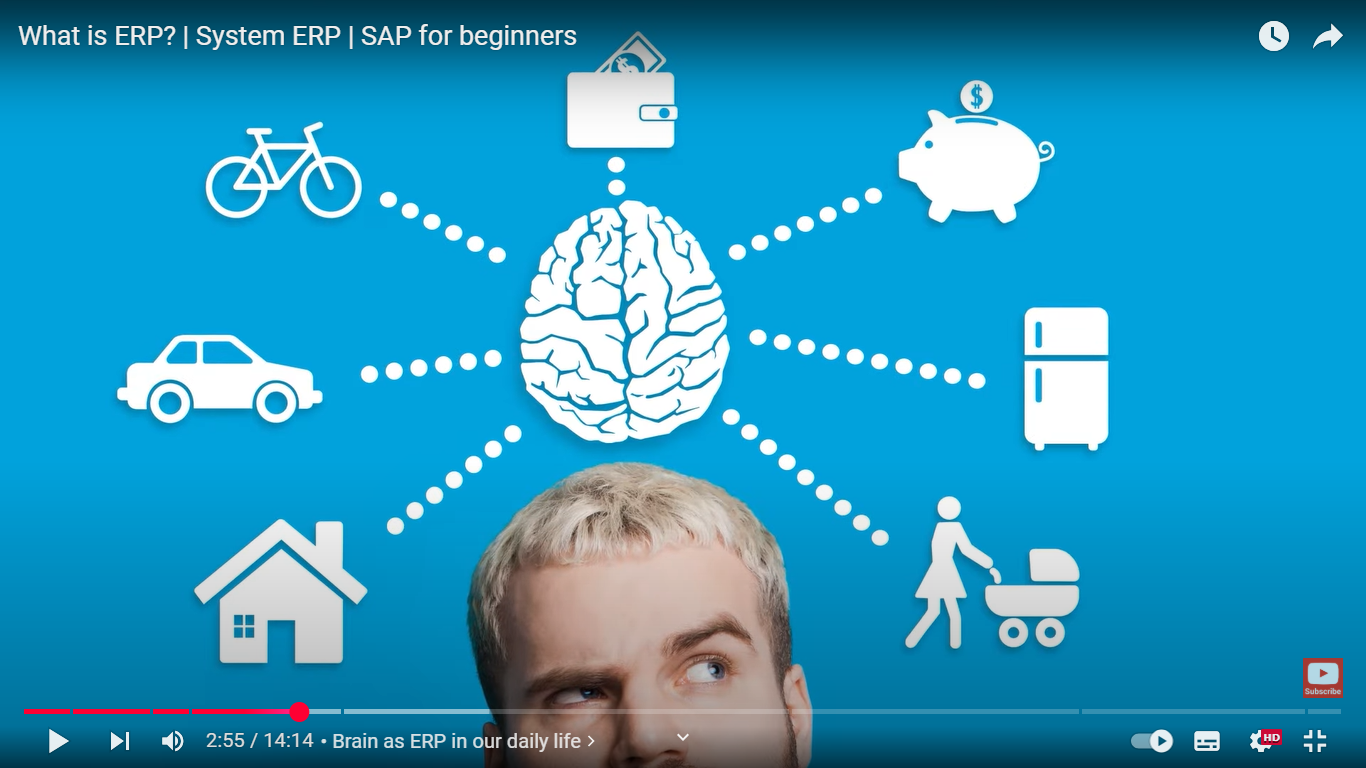 What is ERP? | System ERP | SAP for beginners
$
$
Subscribe
2:55 / 14:14 • Brain as ERP in our daily life
HD